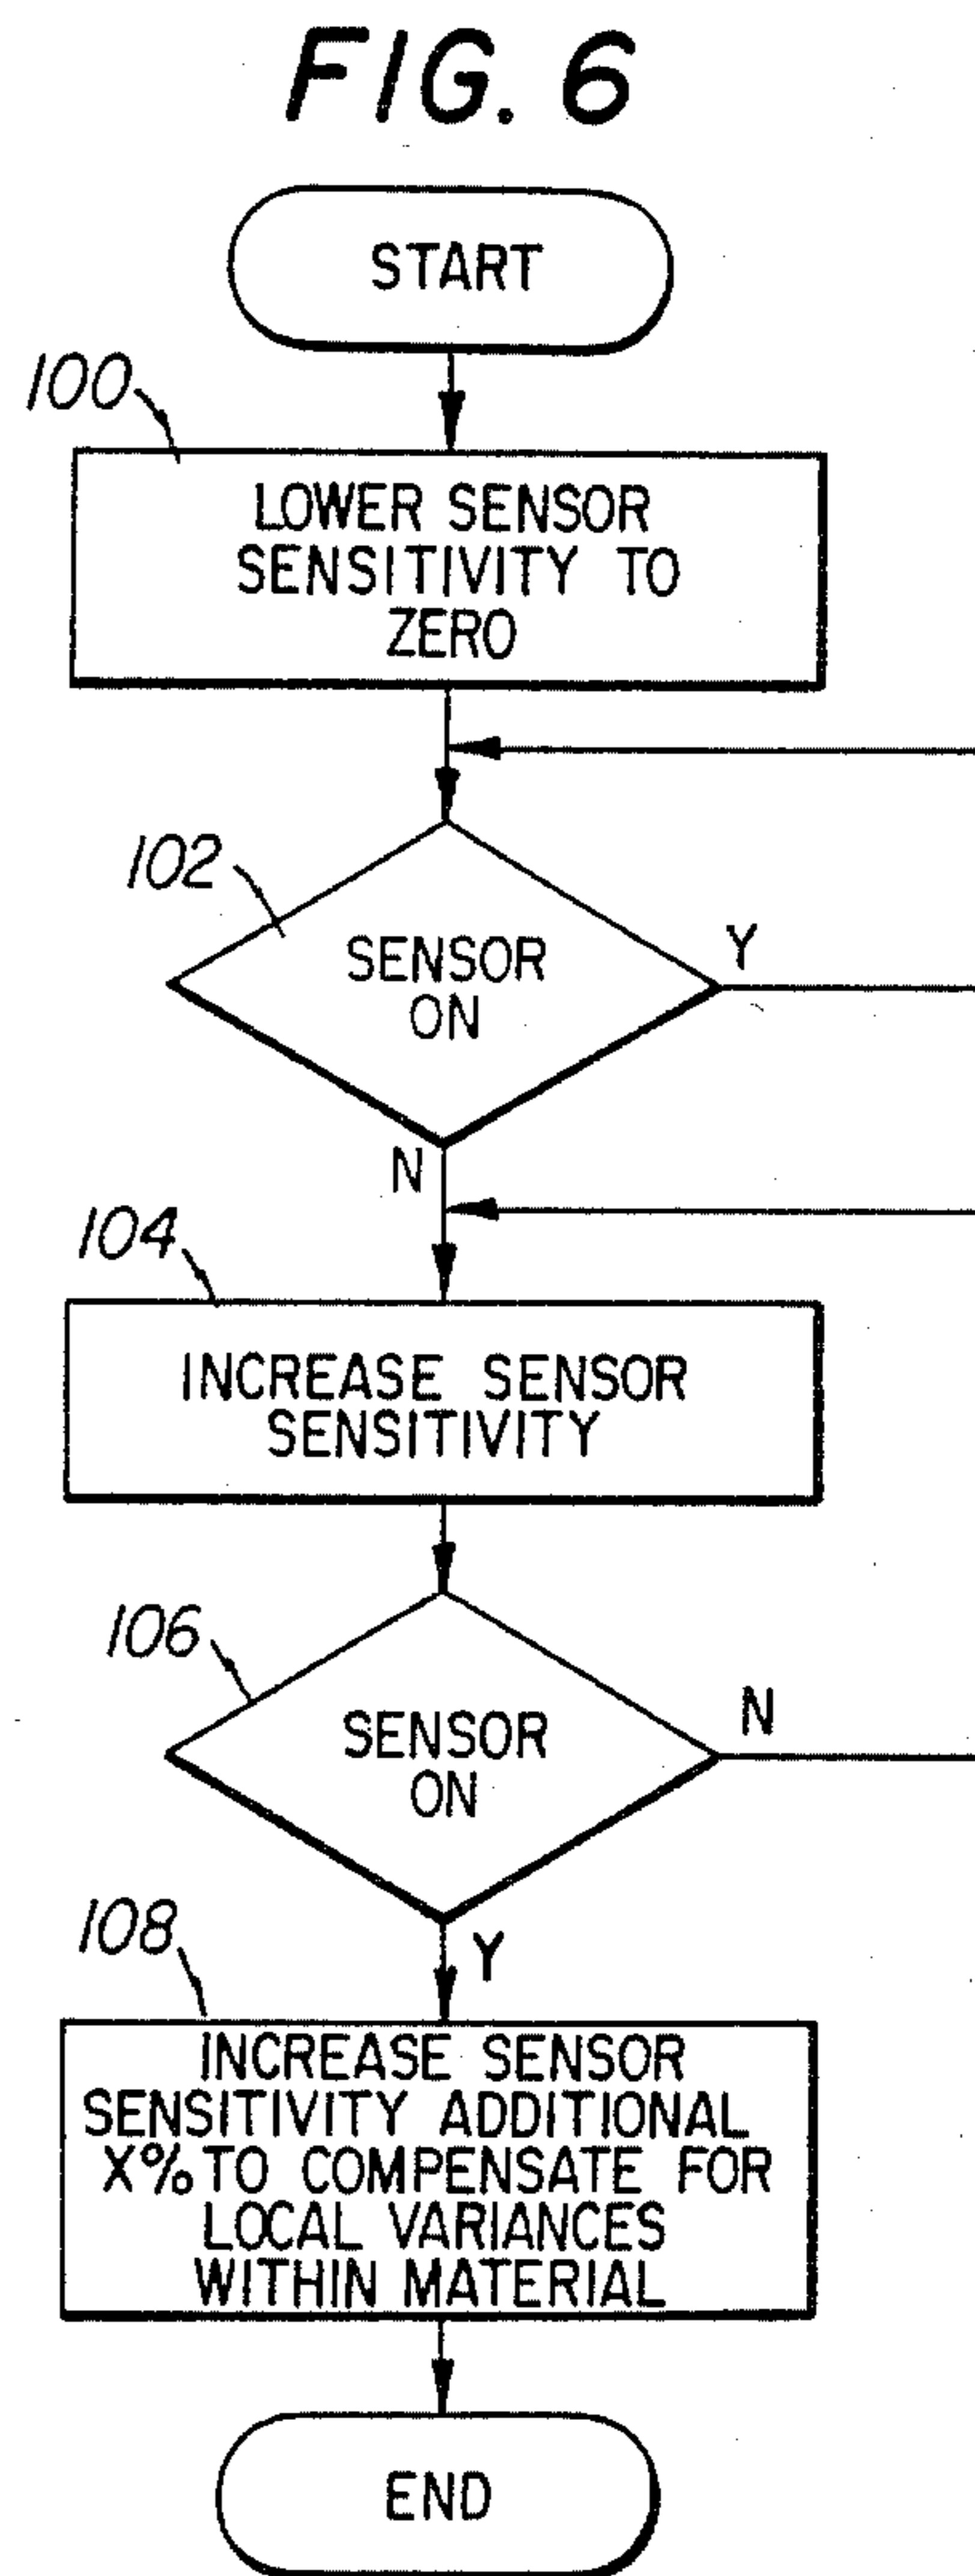 FIG. 6
START
100
LOWER SENSOR
SENSITIVITY TO
ZERO
102
SENSOR
ON
Y
N
104
INCREASE SENSOR
SENSITIVITY
106
SENSOR
ON
N
Y
108
INCREASE SENSOR
SENSITIVITY ADDITIONAL
X% TO COMPENSATE FOR
LOCAL VARIANCES
WITHIN MATERIAL
END